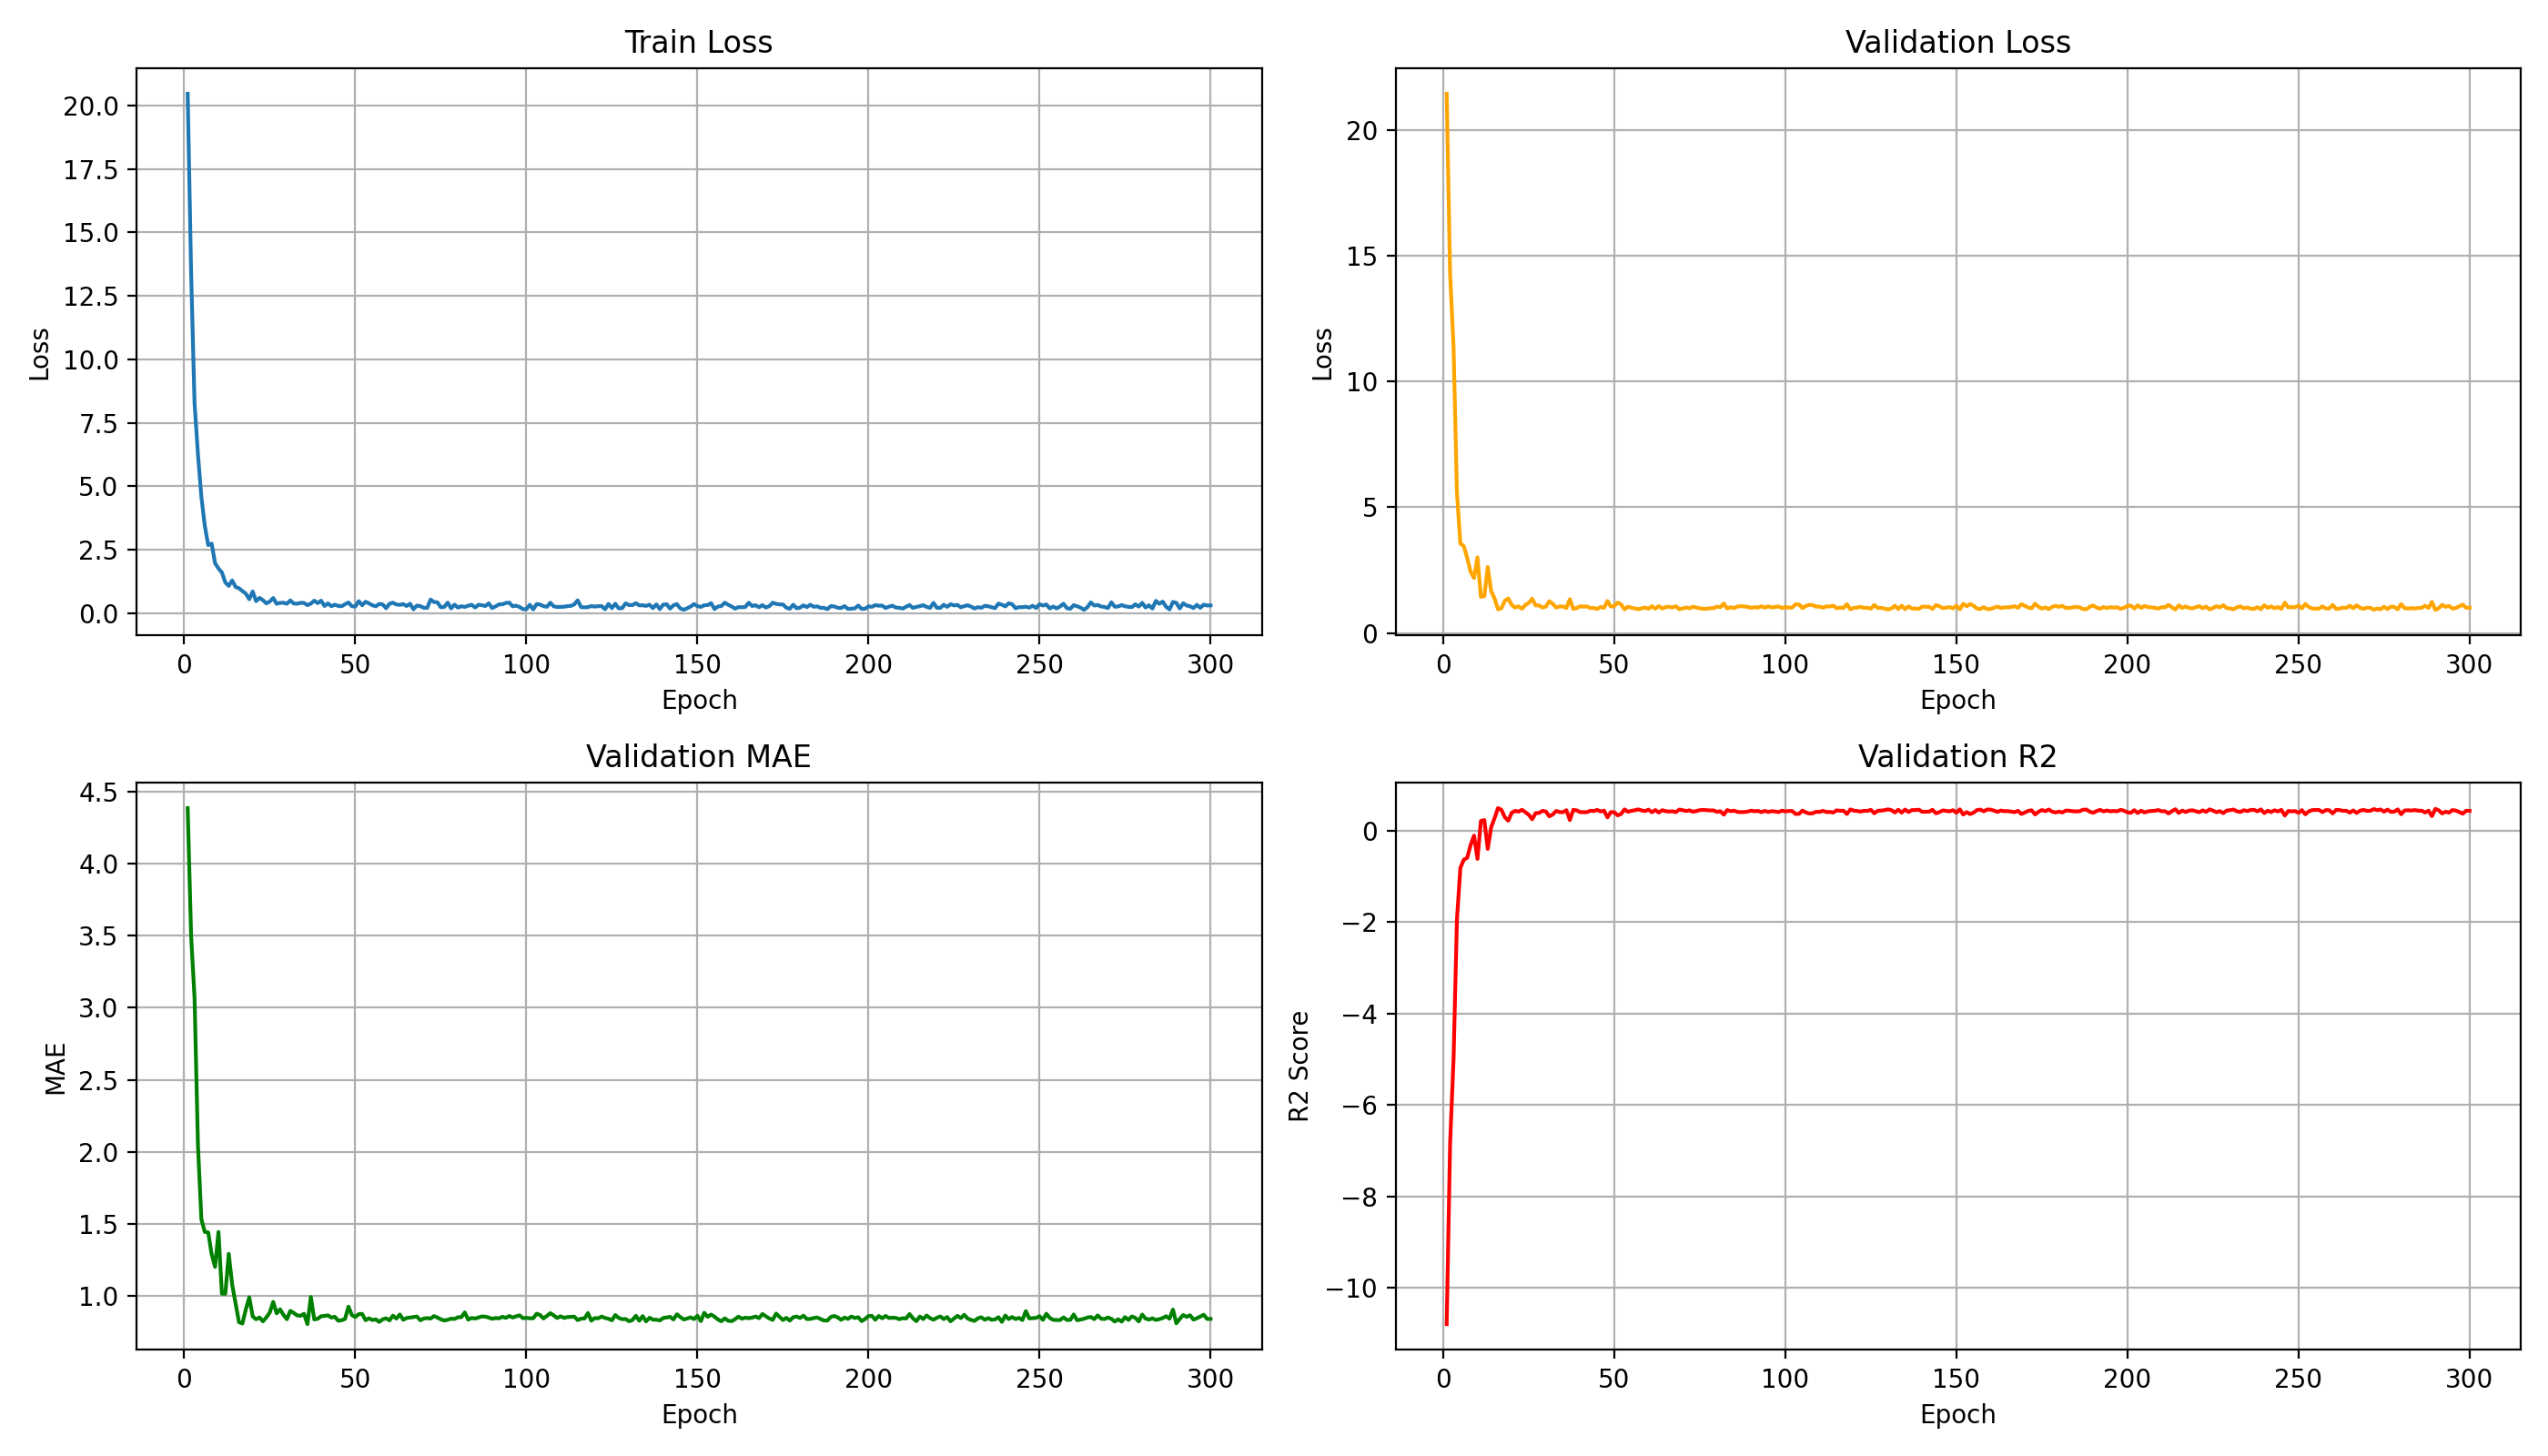 Train Loss
20.0
17.5
15.0
12.5
10.0
7.5
5.0
2.5
0.0
Loss
0 50 100 150 200 250 300
Epoch
Validation Loss
20
15
10
5
0
Loss
0 50 100 150 200 250 300
Epoch
Validation MAE
4.5
4.0
3.5
3.0
2.5
2.0
1.5
1.0
MAE
0 50 100 150 200 250 300
Epoch
Validation R2
0
−2
−4
−6
−8
−10
R2 Score
0 50 100 150 200 250 300
Epoch